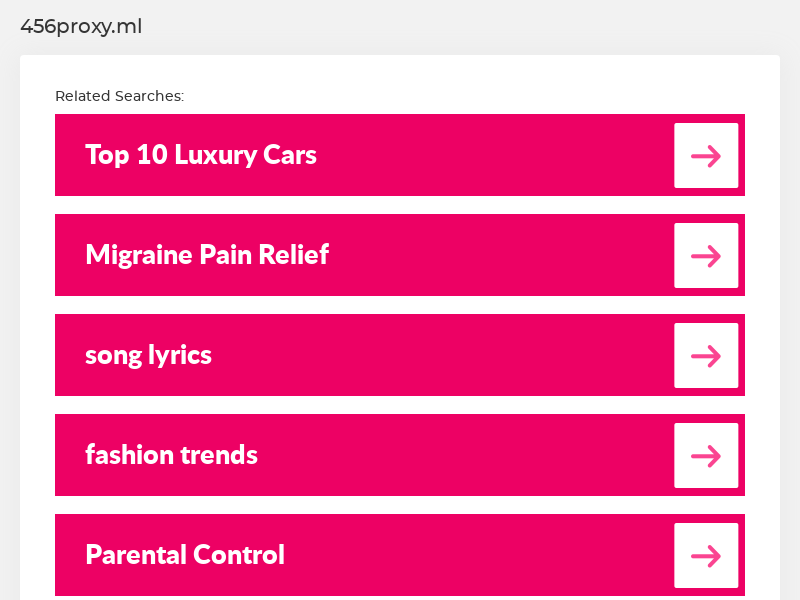 456proxy.ml
Related Searches:
Top 10 Luxury Cars
Migraine Pain Relief
song lyrics
fashion trends
Parental Control